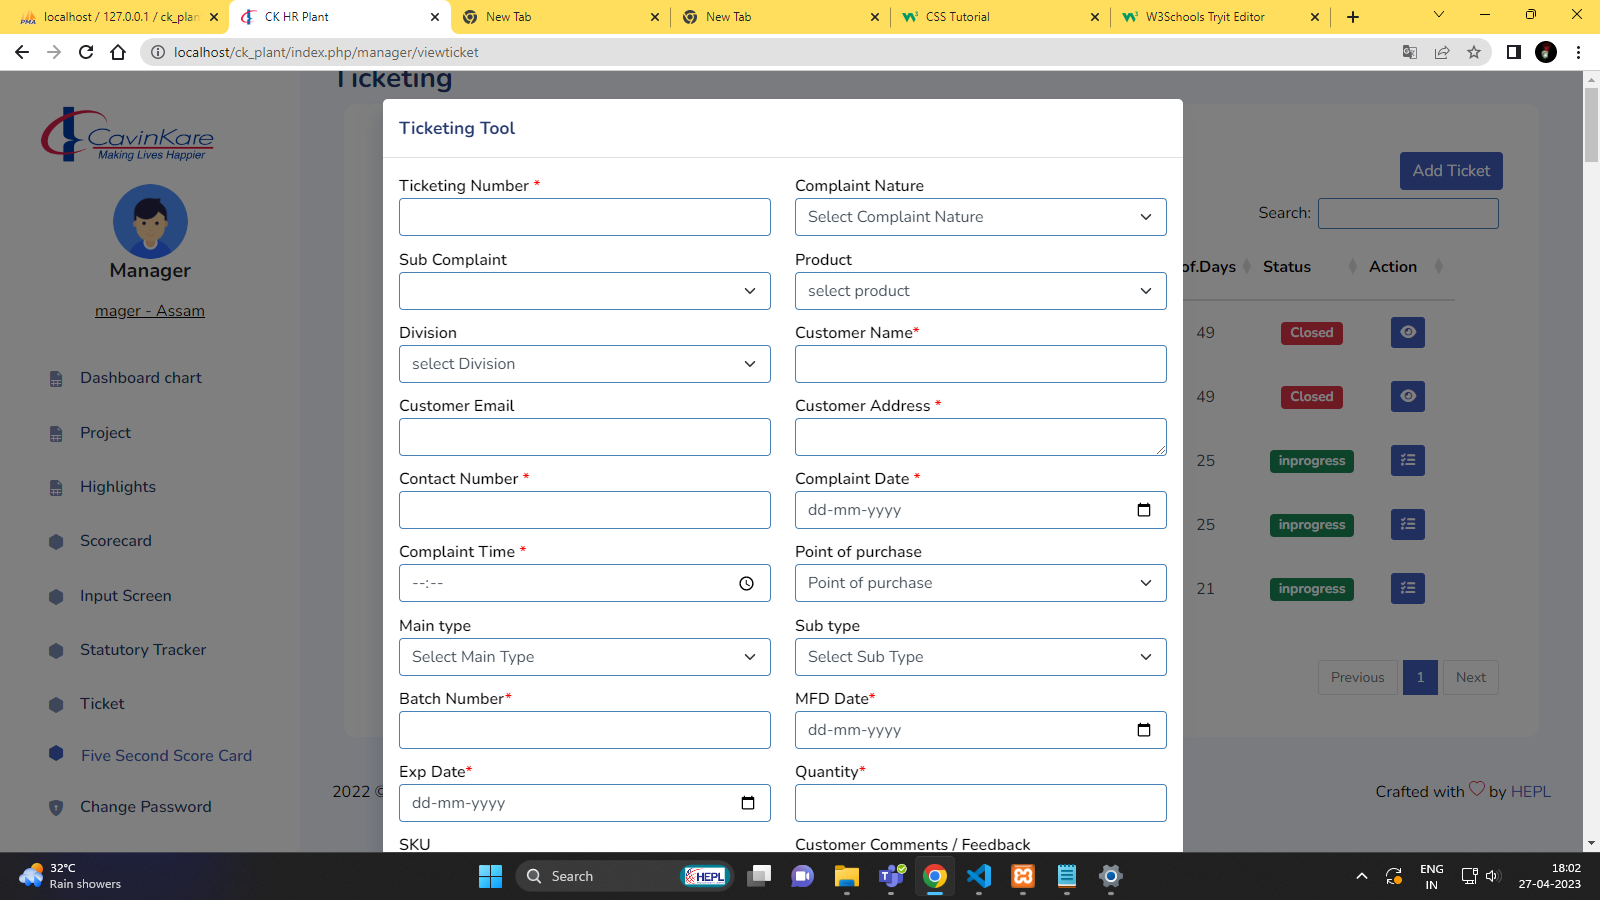 localhost / 127.0.0.1 / ck_plan
CK HR Plant
New Tab
New Tab
CSS Tutorial
W3Schools Tryit Editor
localhost/ck_plant/index.php/manager/viewticket
Ticketing
CavinKare
Making Lives Happier
Manager
mager - Assam
Dashboard chart
Project
Highlights
Scorecard
Input Screen
Statutory Tracker
Ticket
Five Second Score Card
Change Password
Ticketing Tool
Ticketing Number *
Complaint Nature
Select Complaint Nature
Sub Complaint
Product
select product
Division
Customer Name*
select Division
Customer Email
Customer Address *
Contact Number *
Complaint Date *
dd-mm-yyyy
Complaint Time *
Point of purchase
--:--
Point of purchase
Main type
Sub type
Select Main Type
Select Sub Type
Batch Number*
MFD Date*
dd-mm-yyyy
Exp Date*
Quantity*
dd-mm-yyyy
SKU
Customer Comments / Feedback
Add Ticket
Search:
of.Days
Status
Action
49
Closed
49
Closed
25
inprogress
25
inprogress
21
inprogress
Previous
1
Next
2022 ©
Crafted with
by HEPL
32°C
Rain showers
Search
HEPL
ENG
IN
18:02
27-04-2023